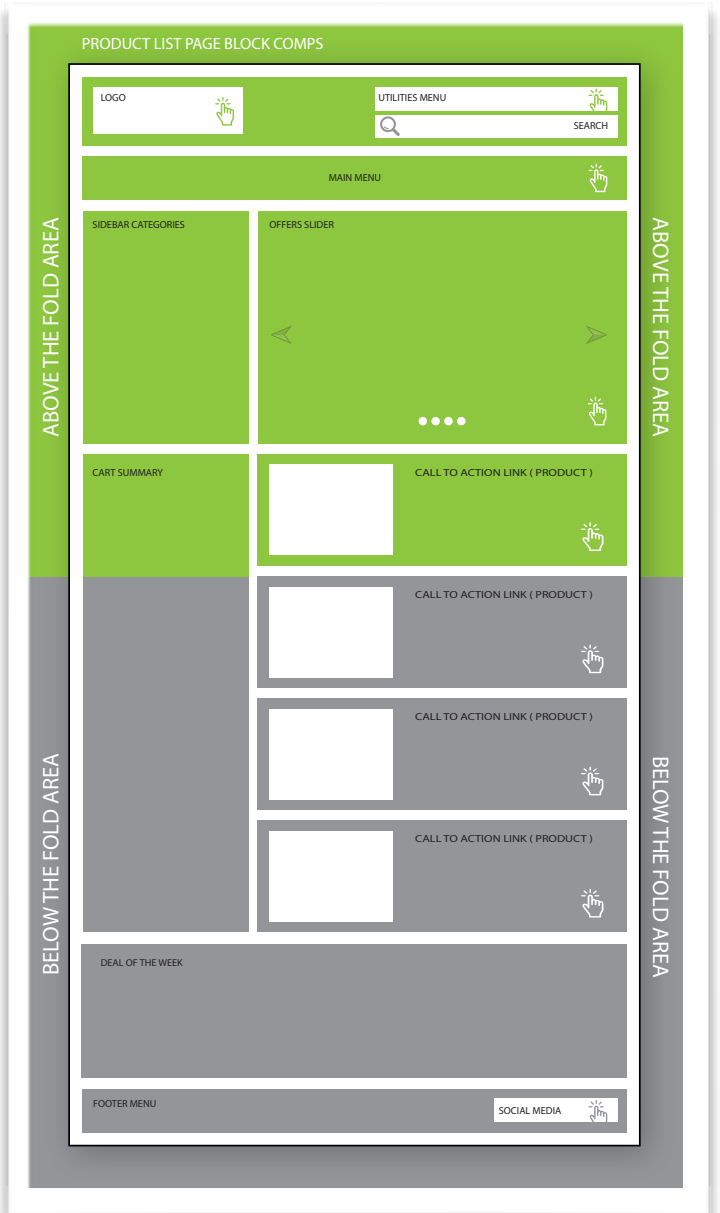 PRODUCT LIST PAGE BLOCK COMPS
LOGO
UTILITIES MENU
SEARCH
MAIN MENU
ABOVE THE FOLD AREA
SIDEBAR CATEGORIES
OFFERS SLIDER
ABOVE THE FOLD AREA
CART SUMMARY
CALL TO ACTION LINK ( PRODUCT )
CALL TO ACTION LINK ( PRODUCT )
CALL TO ACTION LINK ( PRODUCT )
BELOW THE FOLD AREA
BELOW THE FOLD AREA
CALL TO ACTION LINK ( PRODUCT )
DEAL OF THE WEEK
FOOTER MENU
SOCIAL MEDIA